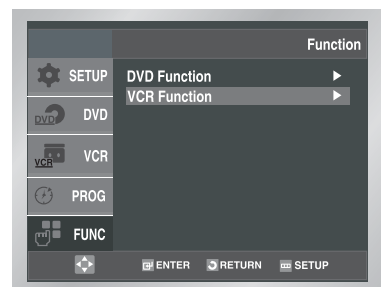 Function
SETUP
DVD Function ►
VCR Function ►
DVD DVD
VCR VCR
PROG
FUNC
ENTER RETURN SETUP